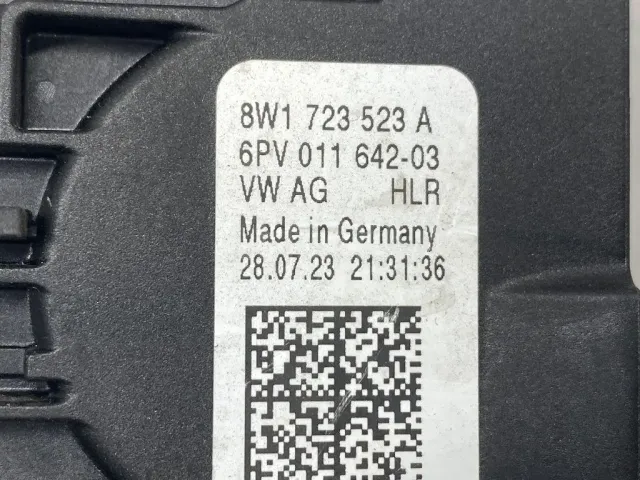 8W1 723 523 A
6PV 011 642-03
VW AG HLR
Made in Germany
28.07.23 21:31:36